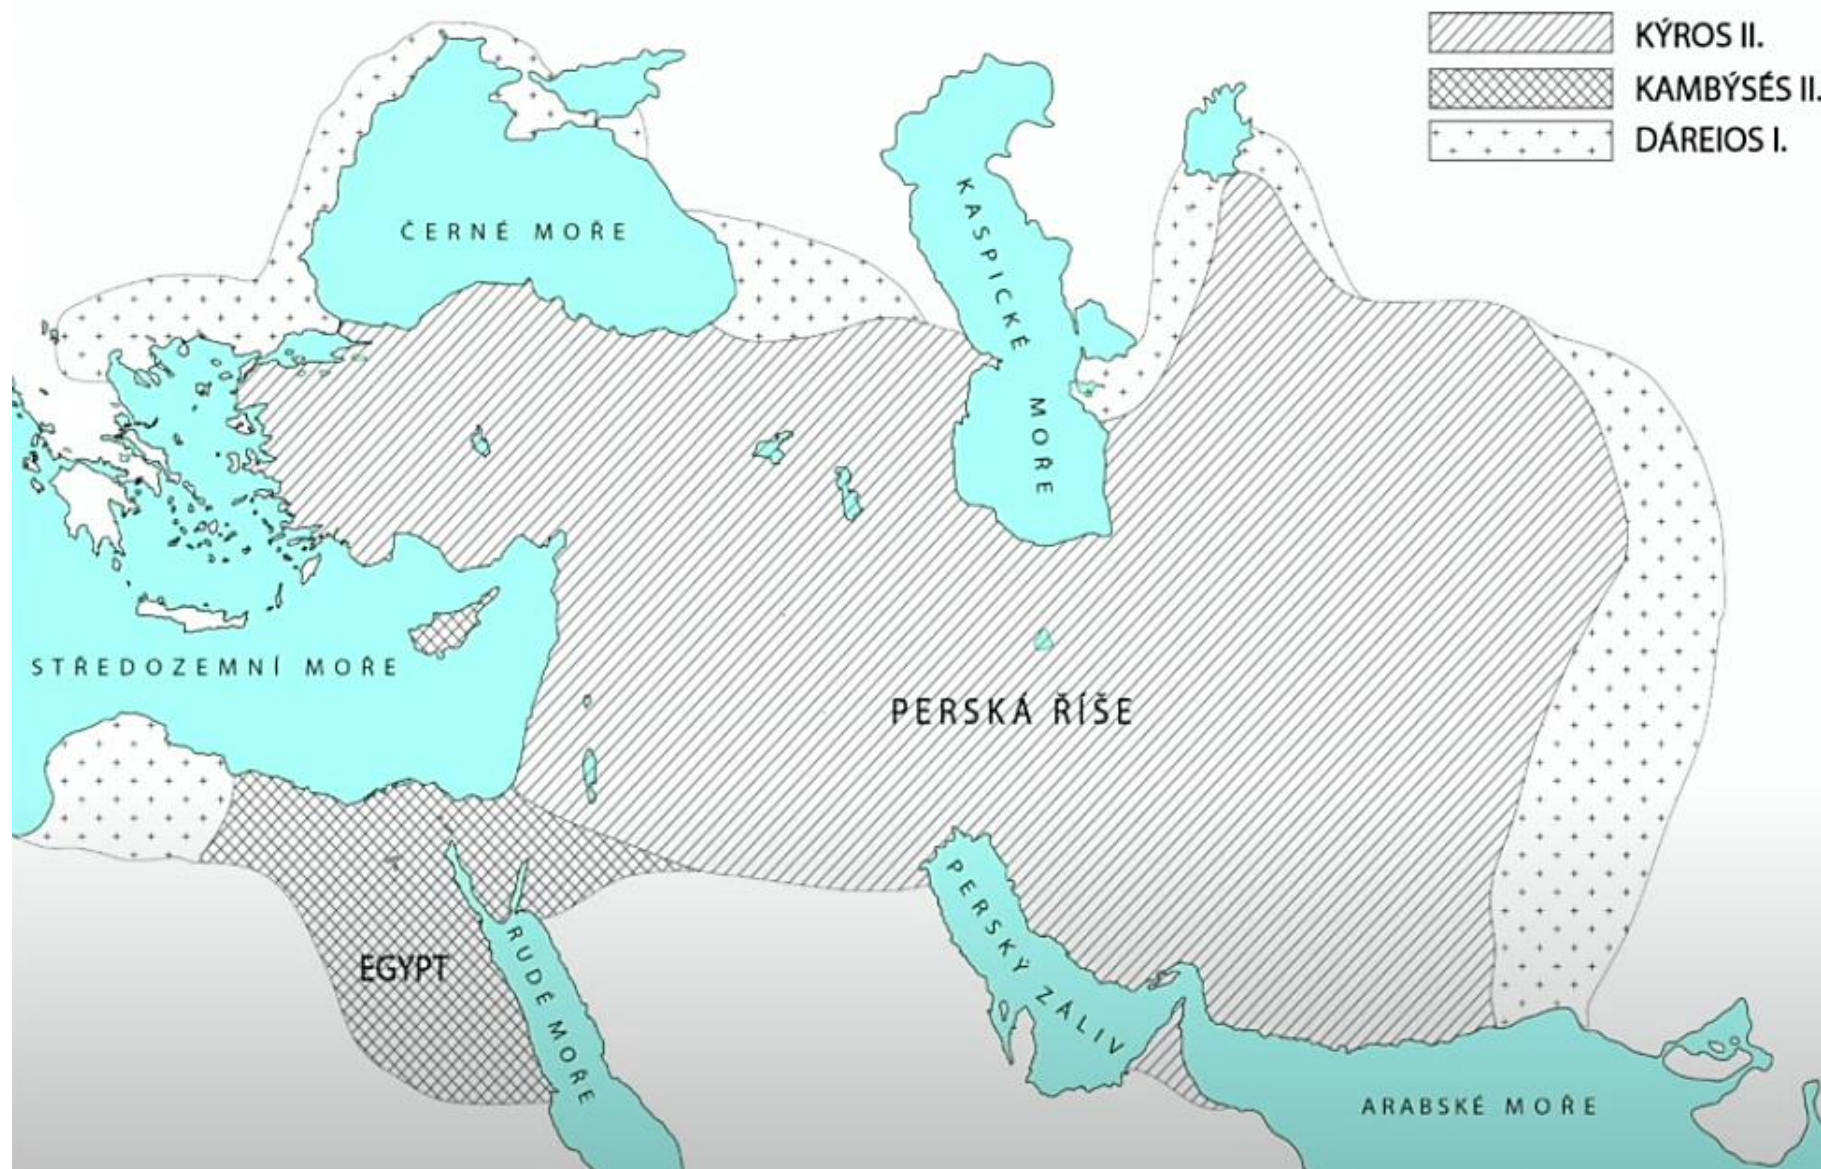 KÝROS II.
KAMBÝSÉS II.
DÁREIOS I.
ČERNÉ MOŘE
KASPICKÉ MOŘE
STŘEDOZEMNÍ MOŘE
PERSKÁ ŘÍŠE
PERSKÝ ZÁLIV
EGYPT
RUDÉ MOŘE
ARABSKÉ MOŘE